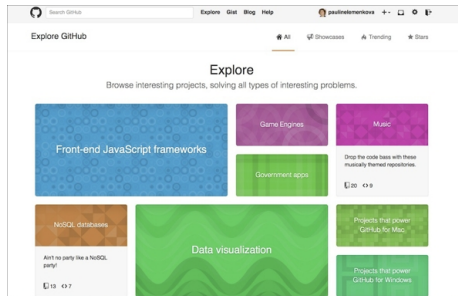 Search GitHub
Explore Gist Blog Help
paulinelemenkova
Explore GitHub
All Showcases Trending Stars
Explore
Browse interesting projects, solving all types of interesting problems.
Front-end JavaScript frameworks
Game Engines
Government apps
Music
Drop the code bass with these
musically themed repositories.
20 9
NoSQL databases
Ain't no party like a NoSQL
party!
13 7
Data visualization
Projects that power
GitHub for Mac
Projects that power
GitHub for Windows